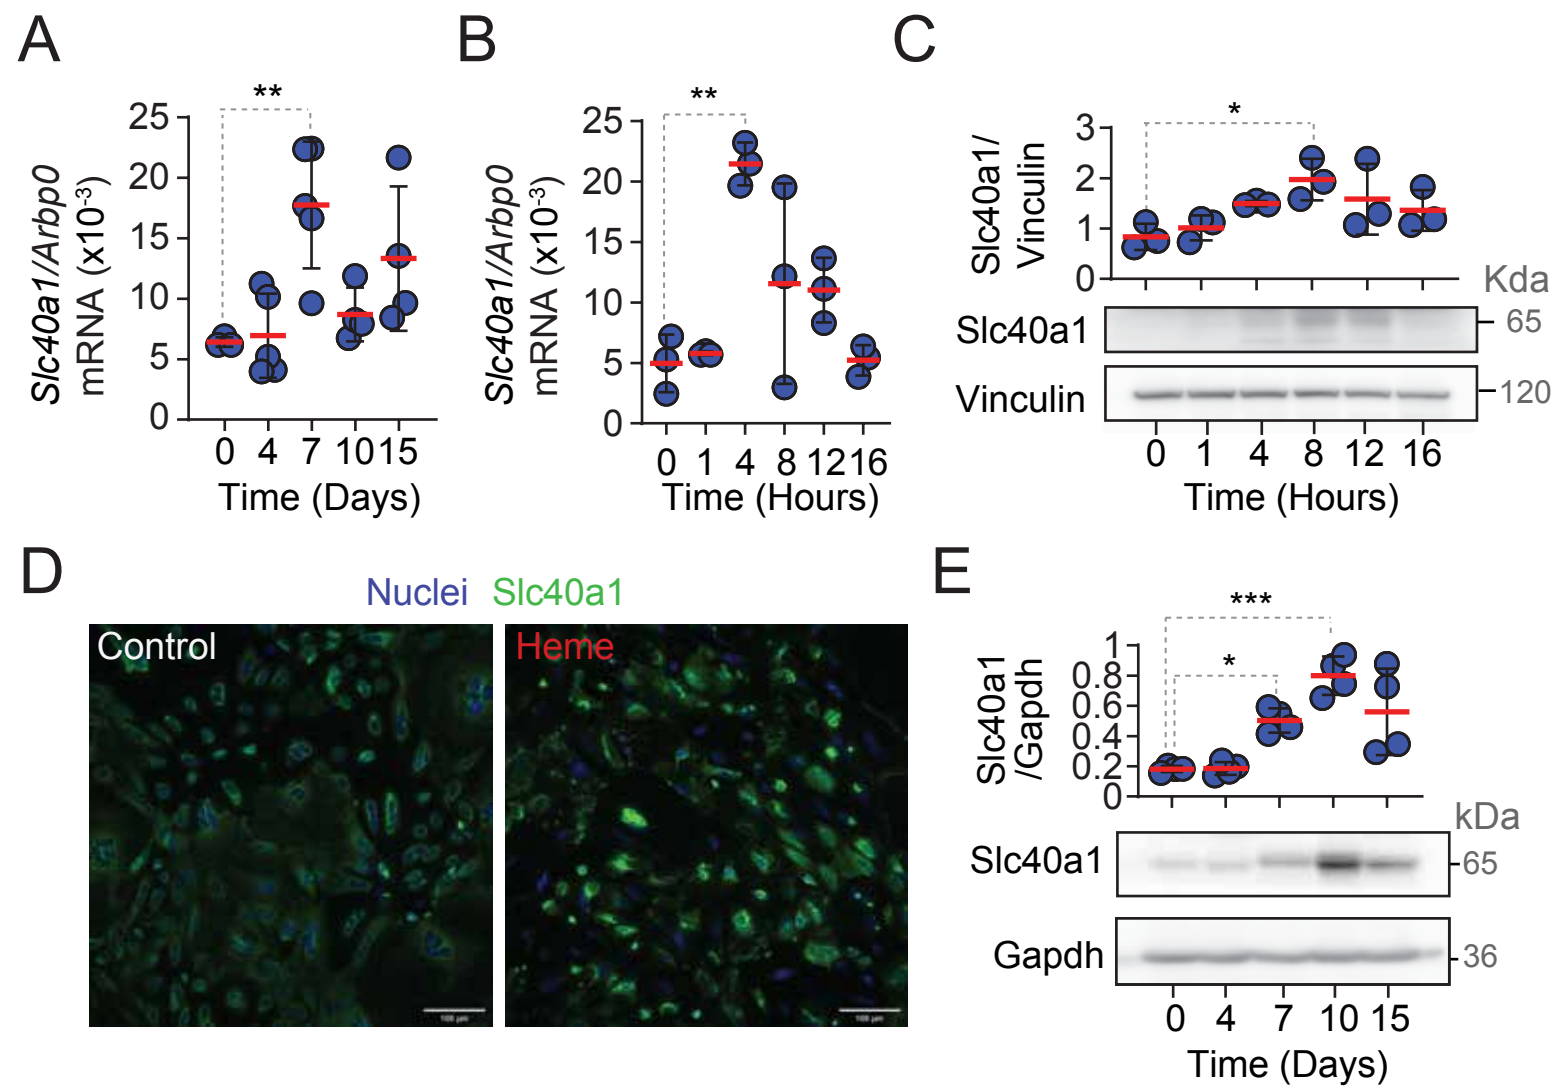 A
**
Slc40a1/Arbp0
mRNA (x10⁻³)
25
20
15
10
5
0
0 4 7 10 15
Time (Days)
B
**
Slc40a1/Arbp0
mRNA (x10⁻³)
25
20
15
10
5
0
0 1 4 8 12 16
Time (Hours)
C
*
Slc40a1/
Vinculin
3
2
1
0
Kda
Slc40a1
65
Vinculin
120
0 1 4 8 12 16
Time (Hours)
D
Nuclei Slc40a1
Control
Heme
100 µm
100 µm
E
***
*
Slc40a1
/Gapdh
1
0.8
0.6
0.4
0.2
0
kDa
Slc40a1
65
Gapdh
36
0 4 7 10 15
Time (Days)